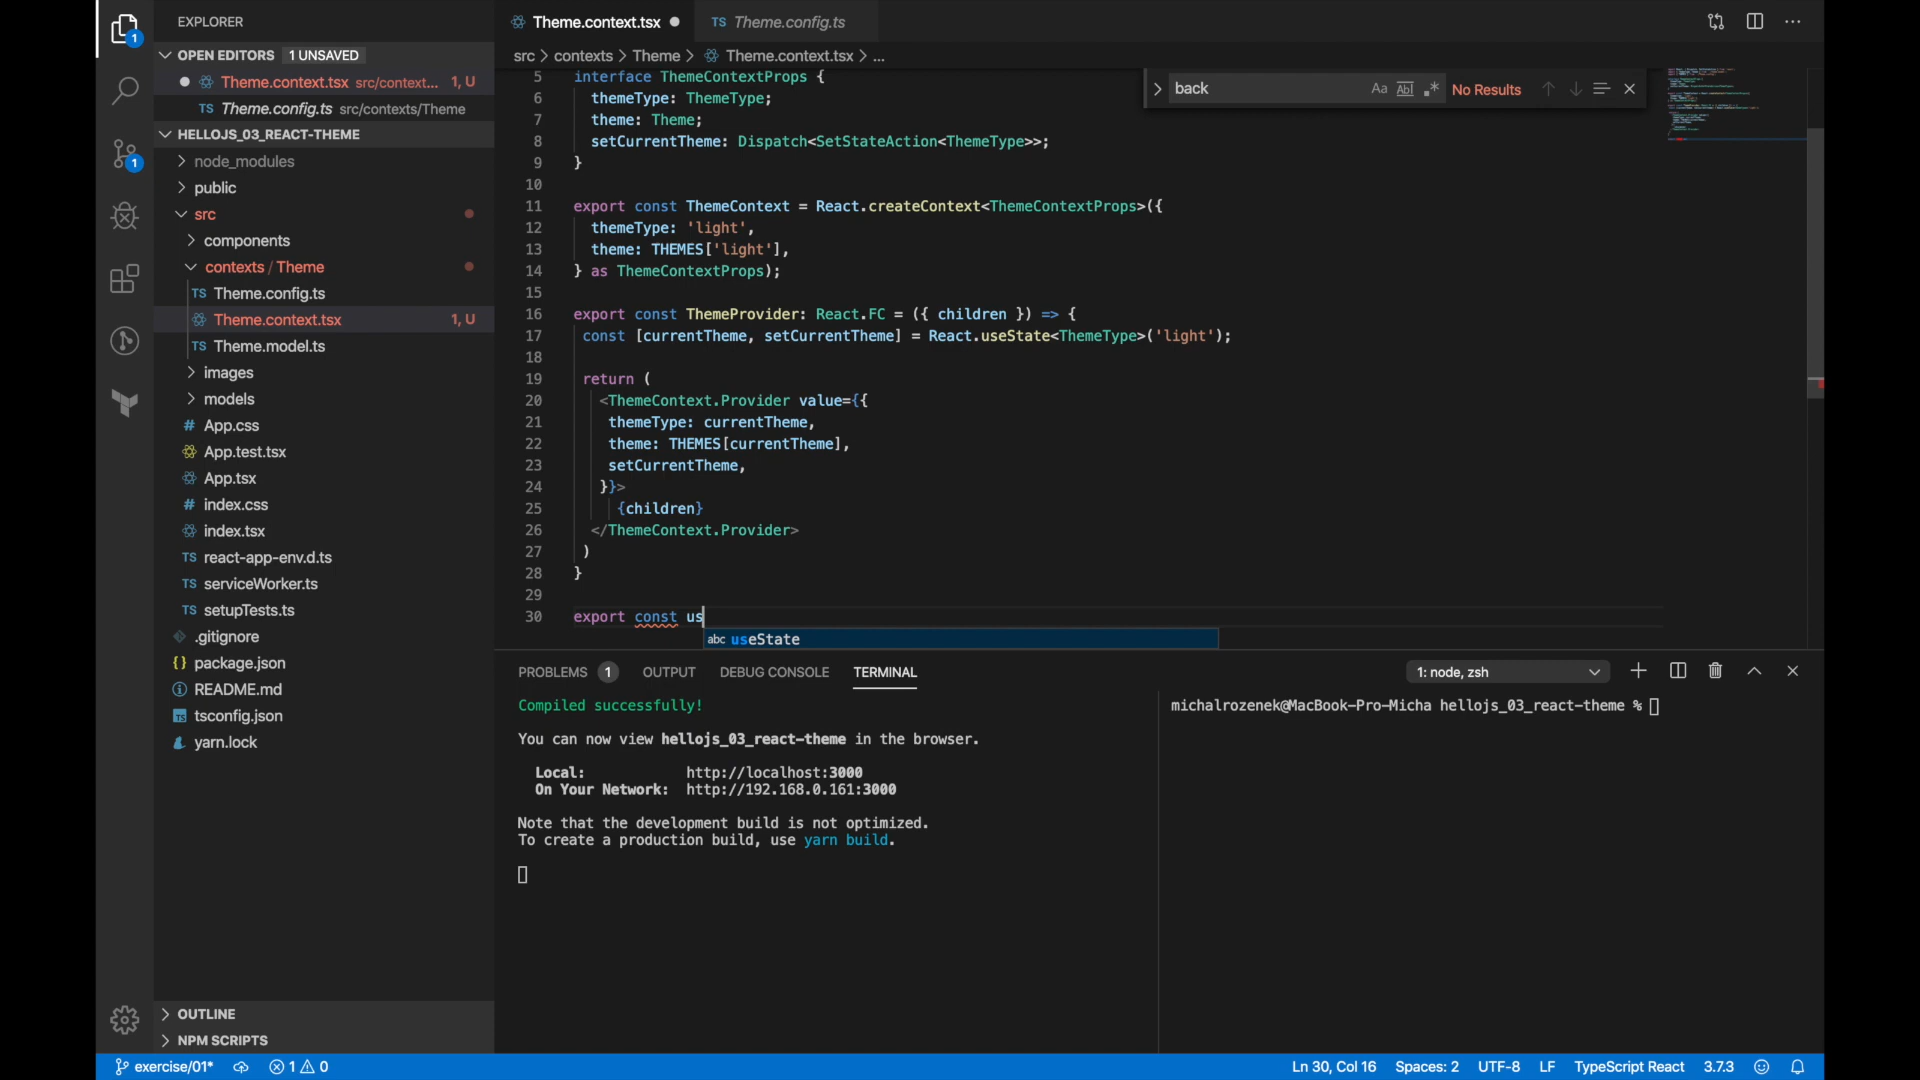 EXPLORER
OPEN EDITORS 1 UNSAVED
Theme.context.tsx src/context... 1, U
TS Theme.config.ts src/contexts/Theme
HELLOJS_03_REACT-THEME
node_modules
public
src
components
contexts / Theme
TS Theme.config.ts
Theme.context.tsx 1, U
TS Theme.model.ts
images
models
# App.css
App.test.tsx
App.tsx
# index.css
index.tsx
TS react-app-env.d.ts
TS serviceWorker.ts
TS setupTests.ts
.gitignore
{} package.json
README.md
tsconfig.json
yarn.lock
OUTLINE
NPM SCRIPTS
1
1
Theme.context.tsx
TS Theme.config.ts
src > contexts > Theme > Theme.context.tsx > ...
back Aa Abl .* No Results
5 interface ThemeContextProps {
6 themeType: ThemeType;
7 theme: Theme;
8 setCurrentTheme: Dispatch<SetStateAction<ThemeType>>;
9 }
10
11 export const ThemeContext = React.createContext<ThemeContextProps>({
12 themeType: 'light',
13 theme: THEMES['light'],
14 } as ThemeContextProps);
15
16 export const ThemeProvider: React.FC = ({ children }) => {
17 const [currentTheme, setCurrentTheme] = React.useState<ThemeType>('light');
18
19 return (
20 <ThemeContext.Provider value={{
21 themeType: currentTheme,
22 theme: THEMES[currentTheme],
23 setCurrentTheme,
24 }}>
25 {children}
26 </ThemeContext.Provider>
27 )
28 }
29
30 export const us
abc useState
PROBLEMS 1 OUTPUT DEBUG CONSOLE TERMINAL
1: node, zsh
Compiled successfully!
You can now view hellojs_03_react-theme in the browser.
Local: http://localhost:3000
On Your Network: http://192.168.0.161:3000
Note that the development build is not optimized.
To create a production build, use yarn build.
michalrozenek@MacBook-Pro-Micha hellojs_03_react-theme %
exercise/01* 1 0
Ln 30, Col 16 Spaces: 2 UTF-8 LF TypeScript React 3.7.3